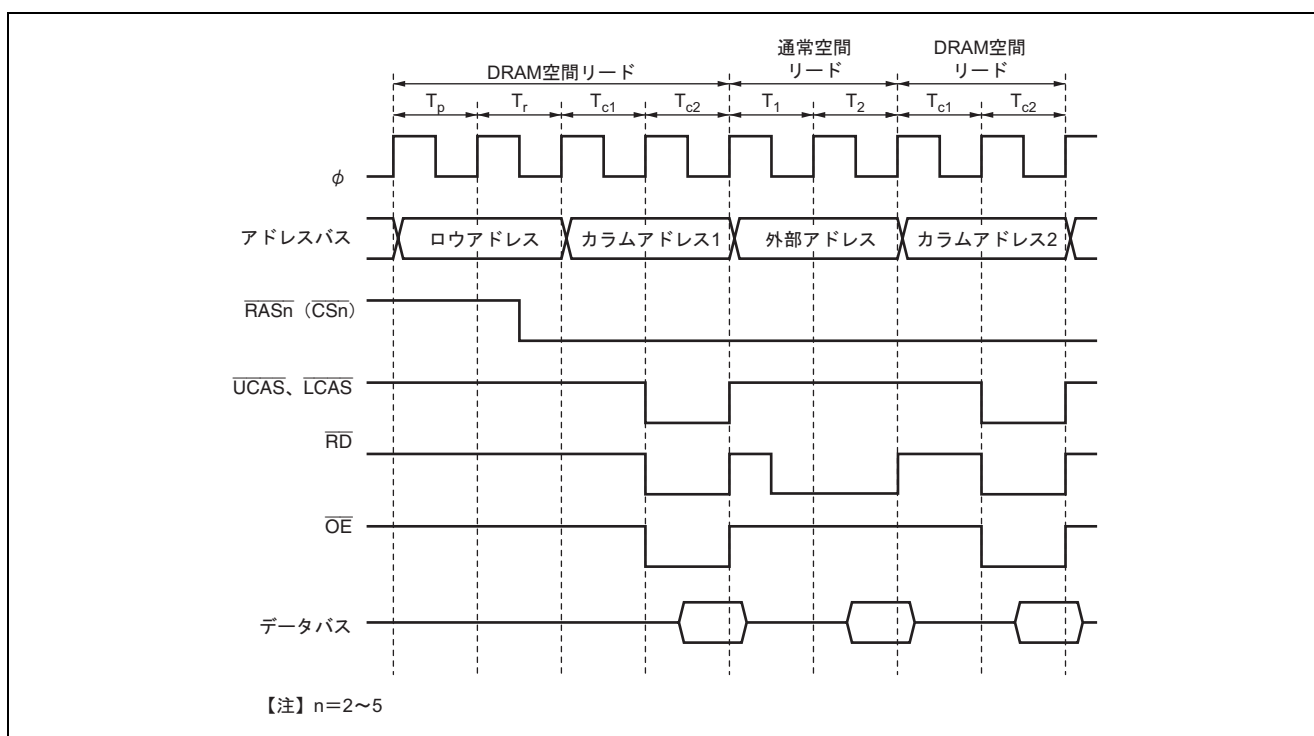 通常空間 DRAM空間
DRAM空間リード リード リード
Tp Tr Tc1 Tc2 T1 T2 Tc1 Tc2
φ
アドレスバス ロウアドレス カラムアドレス1 外部アドレス カラムアドレス2
RASn（CSn）
UCAS、LCAS
RD
OE
データバス
【注】n＝2～5